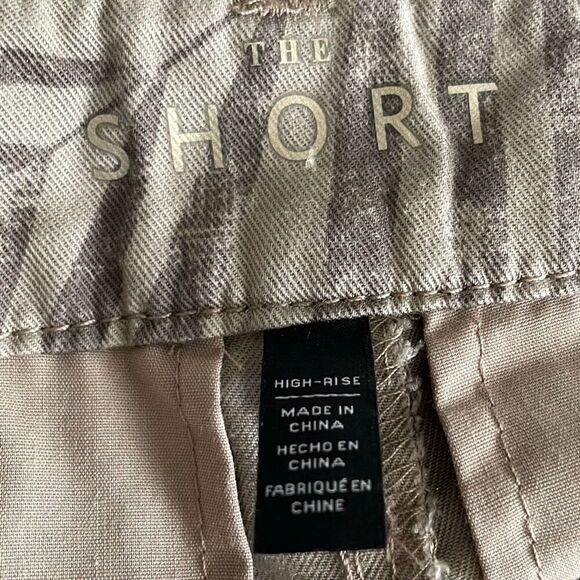 THE
SHORT
HIGH-RISE
MADE IN
CHINA
HECHO EN
CHINA
FABRIQUÉ EN
CHINE